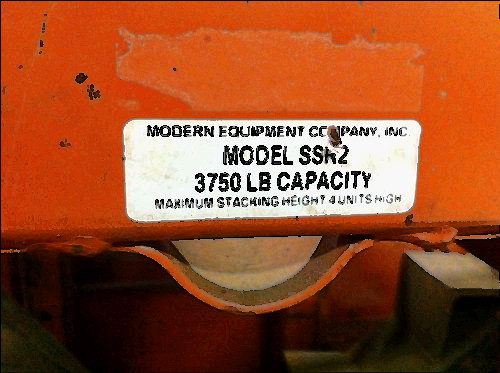 MODERN EQUIPMENT COMPANY, INC.
MODEL SSR2
3750 LB CAPACITY
MAXIMUM STACKING HEIGHT 4 UNITS HIGH